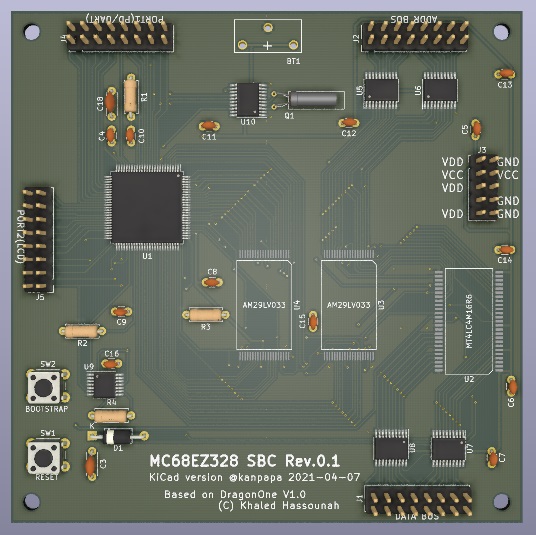 PORT1(PD/UART)
J4
ADDR BUS
J2
BT1
C18
R1
U10
Q1
U5
U6
C13
C4
C10
C11
C12
C5
J3
VDD GND
VCC VCC
VDD
GND
VDD GND
U1
PORT2(LCD)
J5
C8
C14
AM29LV033
U4
AM29LV033
U3
MT4LC4M16R6
U2
C9
R3
C15
R2
C16
SW2
U9
R4
BOOTSTRAP
C6
K
D1
SW1
RESET
C3
U8
U7
C7
MC68EZ328 SBC Rev.0.1
KiCad version @kanpapa 2021-04-07
Based on DragonOne V1.0
(C) Khaled Hassounah
J1
DATA BUS